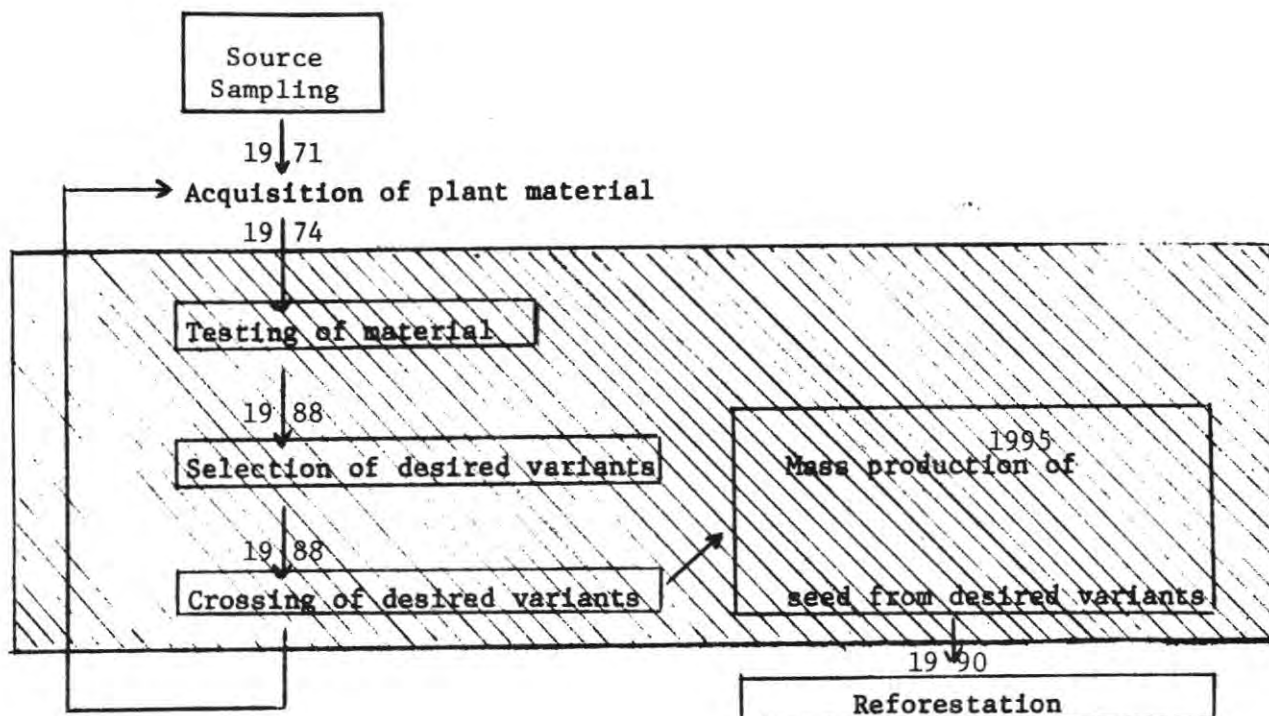 Source
Sampling
19 71
Acquisition of plant material
19 74
Testing of material
19 88
Selection of desired variants
19 88
Crossing of desired variants
1995
Mass production of
seed from desired variants
19 90
Reforestation